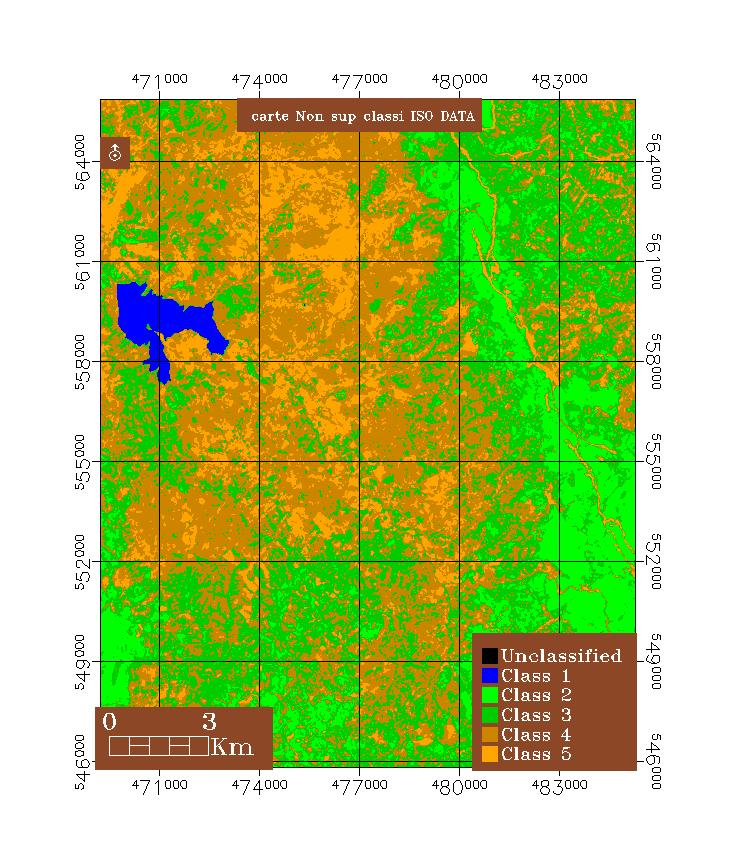 471000 474000 477000 480000 483000
carte Non sup classi ISO DATA
564000 564000
561000 561000
558000 558000
555000 555000
552000 552000
549000 549000
546000 546000
Unclassified
Class 1
Class 2
Class 3
Class 4
Class 5
0 3
Km
471000 474000 477000 480000 483000